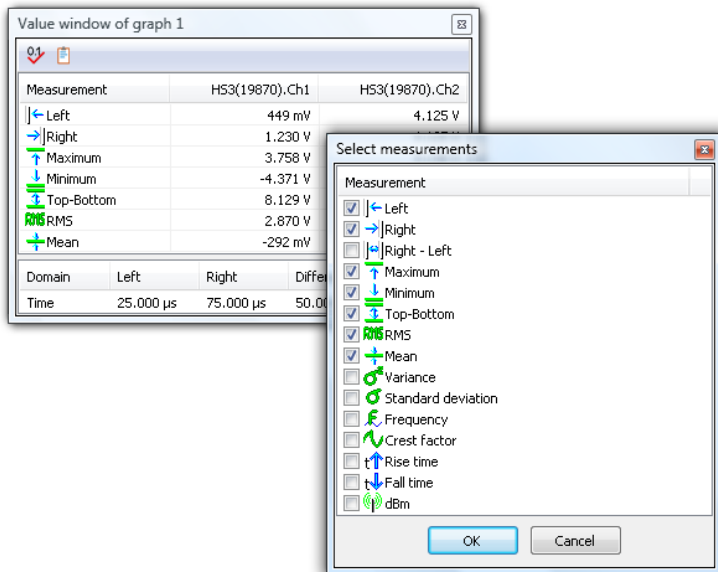 Value window of graph 1
Measurement HS3(19870).Ch1 HS3(19870).Ch2
Left 449 mV 4.125 V
Right 1.230 V
Maximum 3.758 V
Minimum -4.371 V
Top-Bottom 8.129 V
RMS RMS 2.870 V
Mean -292 mV
Domain Left Right
Time 25.000 µs 75.000 µs
Select measurements
Measurement
Left
Right
Right - Left
Maximum
Minimum
Top-Bottom
RMS RMS
Mean
Variance
Standard deviation
Frequency
Crest factor
Rise time
Fall time
dBm
OK Cancel